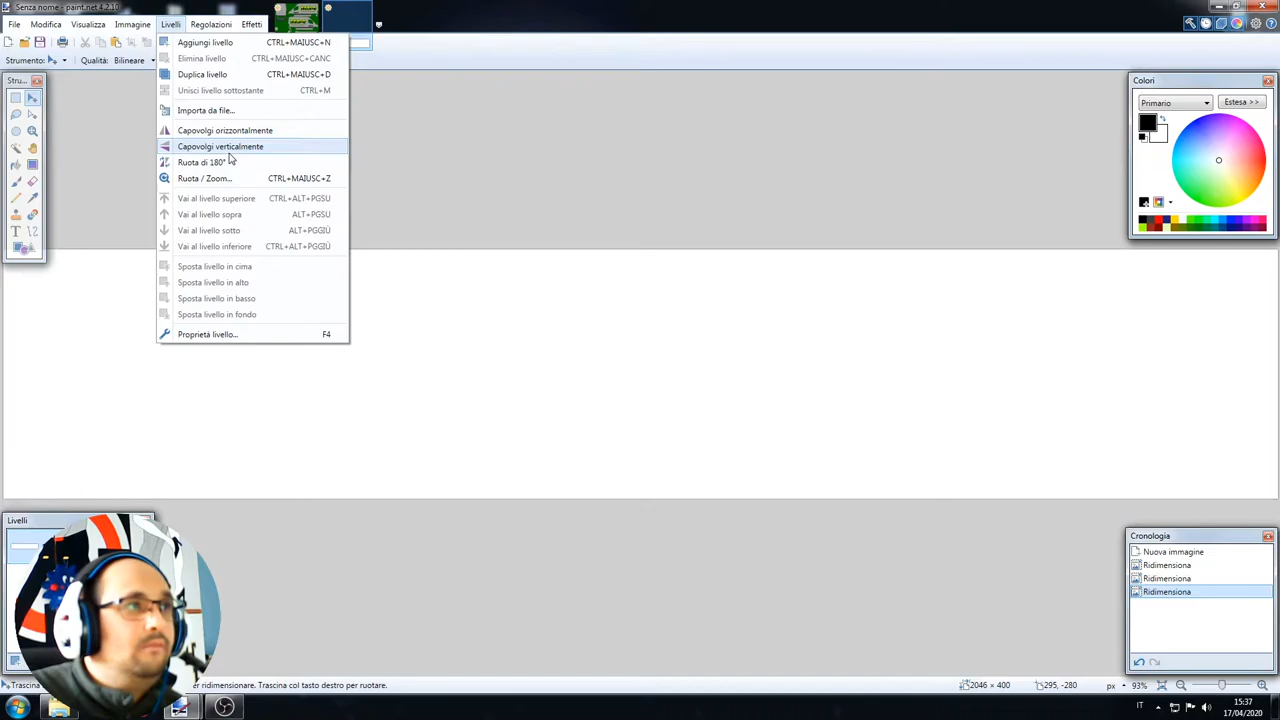 Senza nome - paint.net 4.2.10
File Modifica Visualizza Immagine Livelli Regolazioni Effetti
Strumento: Qualità: Bilineare
Aggiungi livello CTRL+MAIUSC+N
Elimina livello CTRL+MAIUSC+CANC
Duplica livello CTRL+MAIUSC+D
Unisci livello sottostante CTRL+M
Importa da file...
Capovolgi orizzontalmente
Capovolgi verticalmente
Ruota di 180°
Ruota / Zoom... CTRL+MAIUSC+Z
Vai al livello superiore CTRL+ALT+PGSU
Vai al livello sopra ALT+PGSU
Vai al livello sotto ALT+PGGIÙ
Vai al livello inferiore CTRL+ALT+PGGIÙ
Sposta livello in cima
Sposta livello in alto
Sposta livello in basso
Sposta livello in fondo
Proprietà livello... F4
Stru...
Colori
Primario Estesa >>
Livelli
Cronologia
Nuova immagine
Ridimensiona
Ridimensiona
Ridimensiona
Trascina per ridimensionare. Trascina col tasto destro per ruotare. 2046 × 400 295, -280 px 93%
IT 15:37
17/04/2020